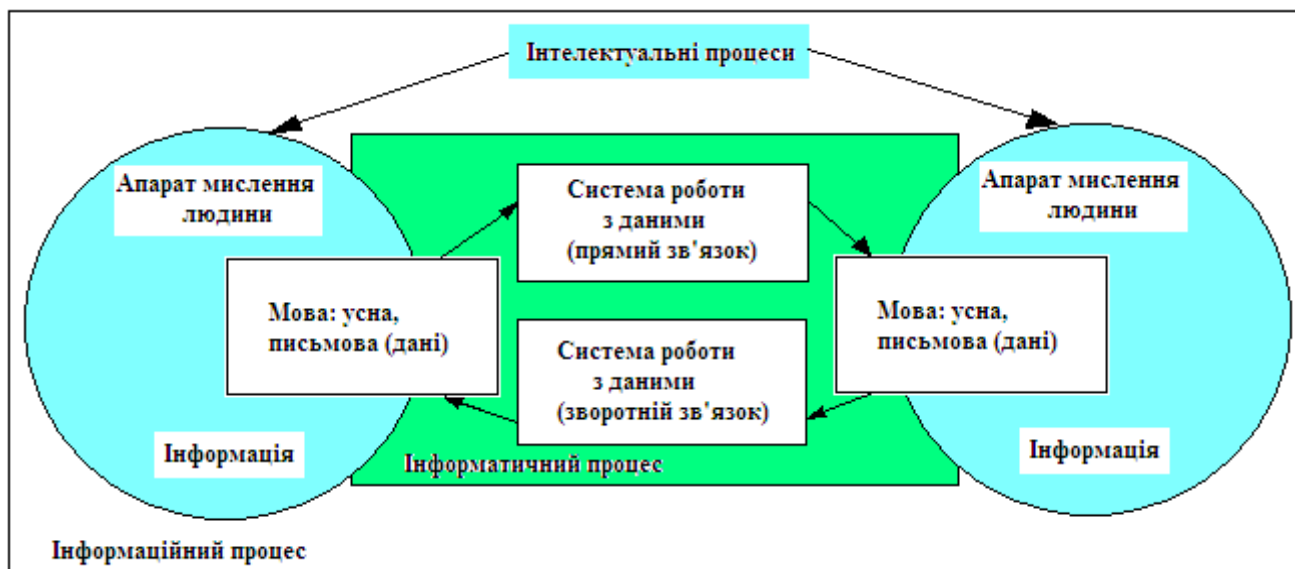 Інтелектуальні процеси
Апарат мислення
людини
Мова: усна,
письмова (дані)
Інформація
Система роботи
з даними
(прямий зв'язок)
Система роботи
з даними
(зворотній зв'язок)
Інформатичний процес
Апарат мислення
людини
Мова: усна,
письмова (дані)
Інформація
Інформаційний процес